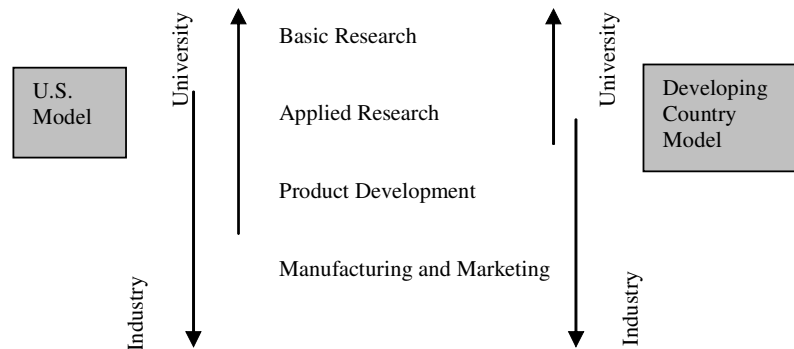 U.S.
Model
University
Industry
Basic Research
Applied Research
Product Development
Manufacturing and Marketing
University
Industry
Developing
Country
Model